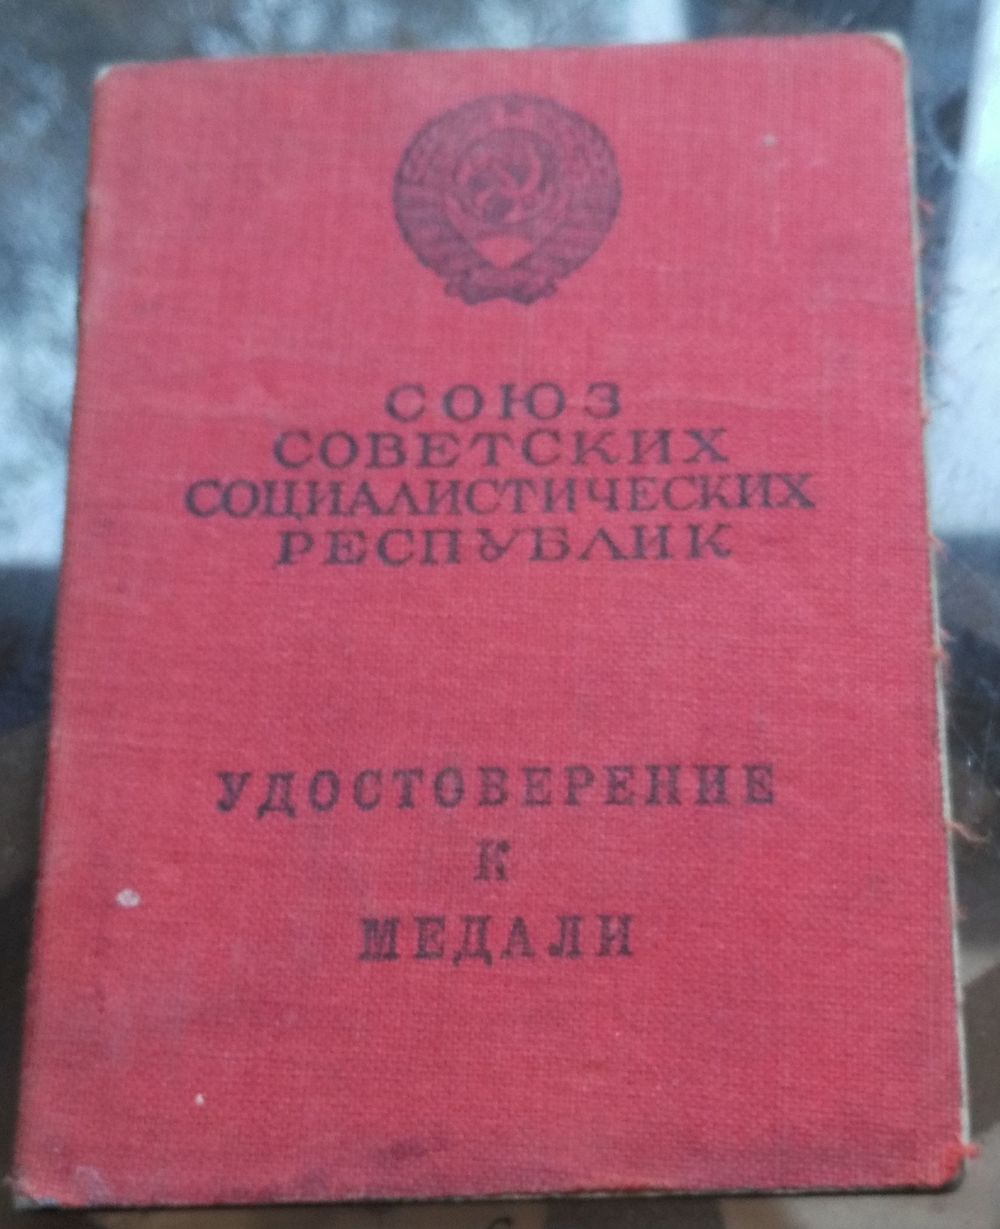 СОЮЗ
СОВЕТСКИХ
СОЦИАЛИСТИЧЕСКИХ
РЕСПУБЛИК
УДОСТОВЕРЕНИЕ
К
МЕДАЛИ